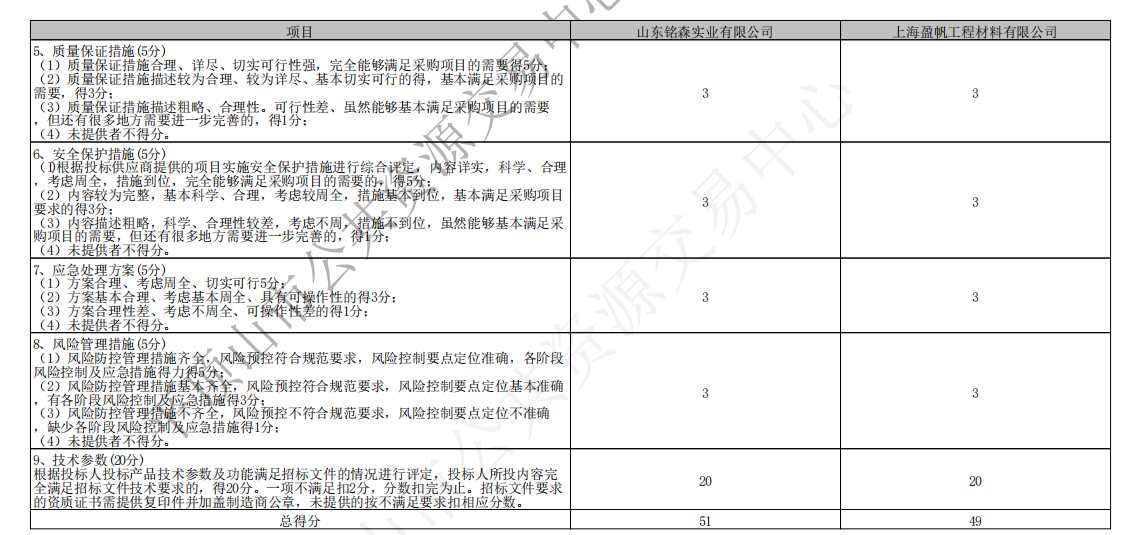 项目 山东铭森实业有限公司 上海盈帆工程材料有限公司
5、质量保证措施(5分)
（1）质量保证措施合理、详尽、切实可行性强，完全能够满足采购项目的需要得5分；
（2）质量保证措施描述较为合理、较为详尽、基本切实可行的得，基本满足采购项目的
需要，得3分；
（3）质量保证措施描述粗略、合理性。可行性差、虽然能够基本满足采购项目的需要
，但还有很多地方需要进一步完善的，得1分；
（4）未提供者不得分。
3 3
6、安全保护措施(5分)
（1)根据投标供应商提供的项目实施安全保护措施进行综合评定，内容详实，科学、合理
，考虑周全，措施到位，完全能够满足采购项目的需要的，得5分；
（2）内容较为完整，基本科学、合理，考虑较周全，措施基本到位，基本满足采购项目
要求的得3分；
（3）内容描述粗略，科学、合理性较差，考虑不周，措施不到位，虽然能够基本满足采
购项目的需要，但还有很多地方需要进一步完善的，得1分；
（4）未提供者不得分。
3 3
7、应急处理方案(5分)
（1）方案合理、考虑周全、切实可行5分；
（2）方案基本合理、考虑基本周全、具有可操作性的得3分；
（3）方案合理性差、考虑不周全、可操作性差的得1分；
（4）未提供者不得分。
3 3
8、风险管理措施(5分)
（1）风险防控管理措施齐全，风险预控符合规范要求，风险控制要点定位准确，各阶段
风险控制及应急措施得力得5分；
（2）风险防控管理措施基本齐全，风险预控符合规范要求，风险控制要点定位基本准确
，有各阶段风险控制及应急措施得3分；
（3）风险防控管理措施不齐全，风险预控不符合规范要求，风险控制要点定位不准确
，缺少各阶段风险控制及应急措施得1分；
（4）未提供者不得分。
3 3
9、技术参数(20分)
根据投标人投标产品技术参数及功能满足招标文件的情况进行评定，投标人所投内容完
全满足招标文件技术要求的，得20分。一项不满足扣2分，分数扣完为止。招标文件要求
的资质证书需提供复印件并加盖制造商公章，未提供的按不满足要求扣相应分数。
20 20
总得分 51 49
山市公共资源交易中心
山市公共资源交易中心